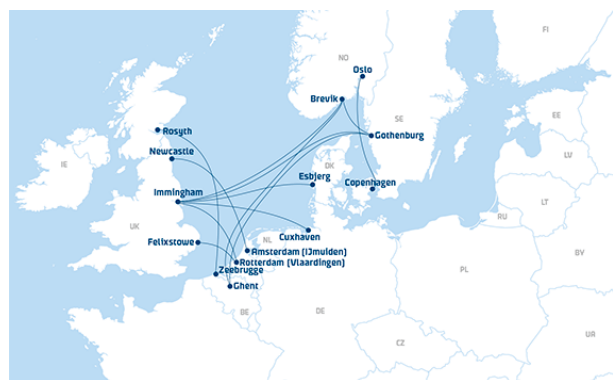 FI
NO
Oslo
Brevik
SE
Gothenburg
EE
Rosyth
Newcastle
LV
IE
DK
Esbjerg
Copenhagen
LT
Immingham
RU
UK
Felixstowe
Cuxhaven
NL
Amsterdam (IJmuiden)
Rotterdam (Vlaardingen)
Zeebrugge
Ghent
PL
BY
BE
DE
CZ
UR